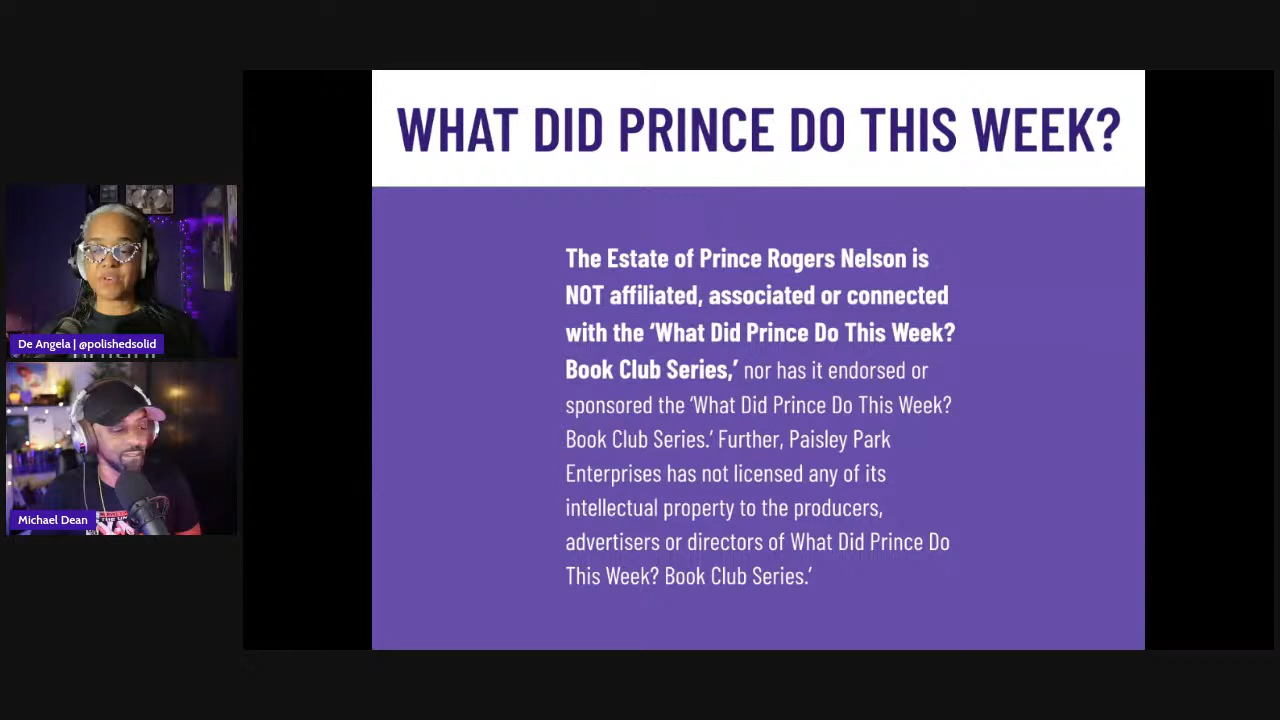 WHAT DID PRINCE DO THIS WEEK?
The Estate of Prince Rogers Nelson is
NOT affiliated, associated or connected
with the ‘What Did Prince Do This Week?
Book Club Series,’ nor has it endorsed or
sponsored the ‘What Did Prince Do This Week?
Book Club Series.’ Further, Paisley Park
Enterprises has not licensed any of its
intellectual property to the producers,
advertisers or directors of What Did Prince Do
This Week? Book Club Series.’
De Angela | @polishedsolid
Michael Dean